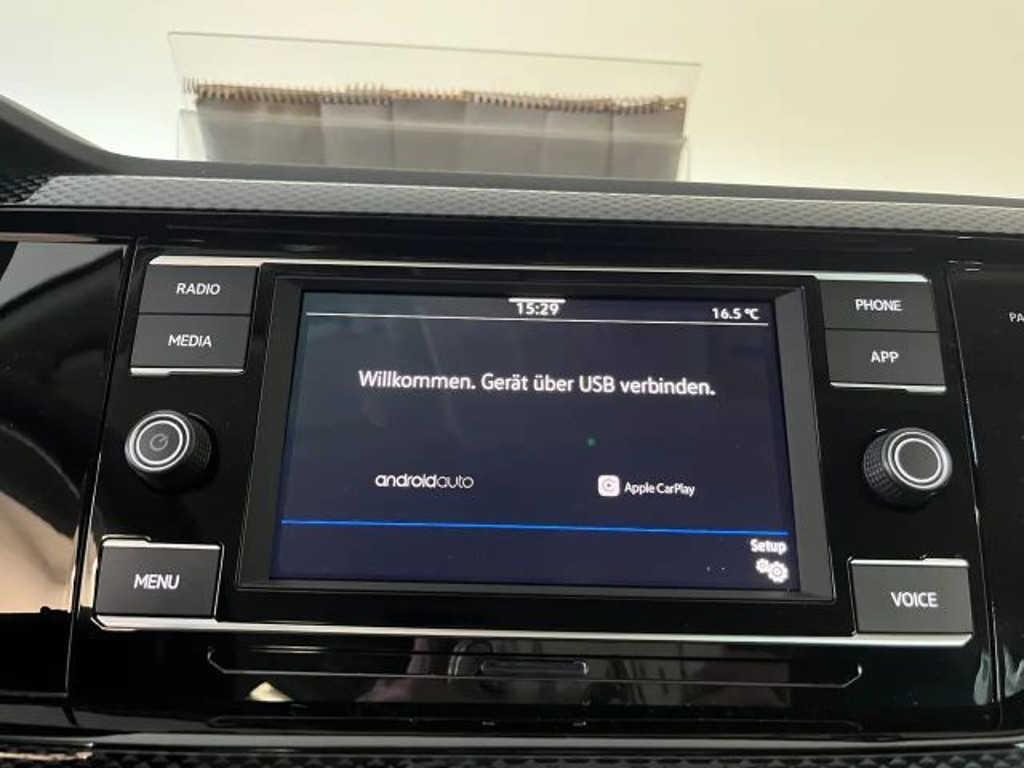 RADIO
MEDIA
15:29
16.5 °C
PHONE
APP
PA
Willkommen. Gerät über USB verbinden.
androidauto
Apple CarPlay
Setup
MENU
VOICE